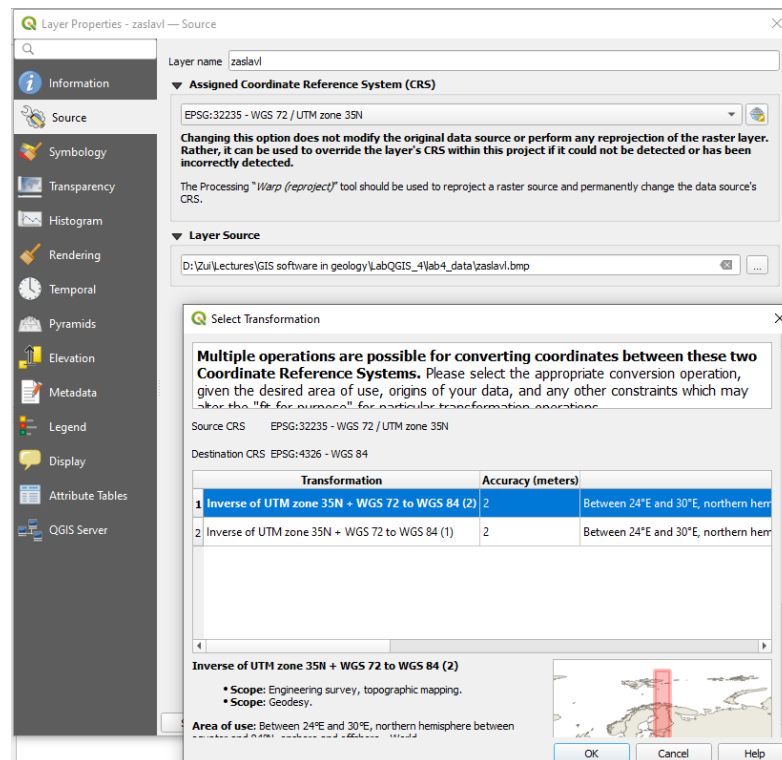 Layer Properties - zaslavl — Source
Information
Source
Symbology
Transparency
Histogram
Rendering
Temporal
Pyramids
Elevation
Metadata
Legend
Display
Attribute Tables
QGIS Server
Layer name zaslavl
Assigned Coordinate Reference System (CRS)
EPSG:32235 - WGS 72 / UTM zone 35N
Changing this option does not modify the original data source or perform any reprojection of the raster layer.
Rather, it can be used to override the layer's CRS within this project if it could not be detected or has been
incorrectly detected.
The Processing "Warp (reproject)" tool should be used to reproject a raster source and permanently change the data source's
CRS.
Layer Source
D:\Zui\Lectures\GIS software in geology\LabQGIS_4\lab4_data\zaslavl.bmp
...
Select Transformation
Multiple operations are possible for converting coordinates between these two
Coordinate Reference Systems. Please select the appropriate conversion operation,
given the desired area of use, origins of your data, and any other constraints which may
alter the "fit for purpose" for particular transformation operations.
Source CRS EPSG:32235 - WGS 72 / UTM zone 35N
Destination CRS EPSG:4326 - WGS 84
Transformation Accuracy (meters)
1 Inverse of UTM zone 35N + WGS 72 to WGS 84 (2) 2 Between 24°E and 30°E, northern hem
2 Inverse of UTM zone 35N + WGS 72 to WGS 84 (1) 2 Between 24°E and 30°E, northern hem
Inverse of UTM zone 35N + WGS 72 to WGS 84 (2)
• Scope: Engineering survey, topographic mapping.
• Scope: Geodesy.
Area of use: Between 24°E and 30°E, northern hemisphere between
OK Cancel Help